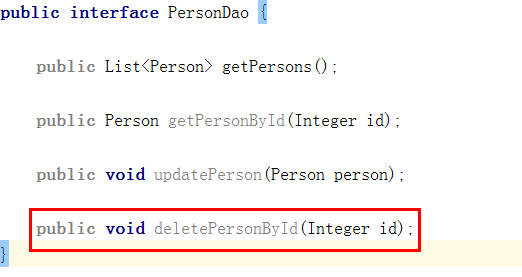 public interface PersonDao {
public List<Person> getPersons();
public Person getPersonById(Integer id);
public void updatePerson(Person person);
public void deletePersonById(Integer id);
}